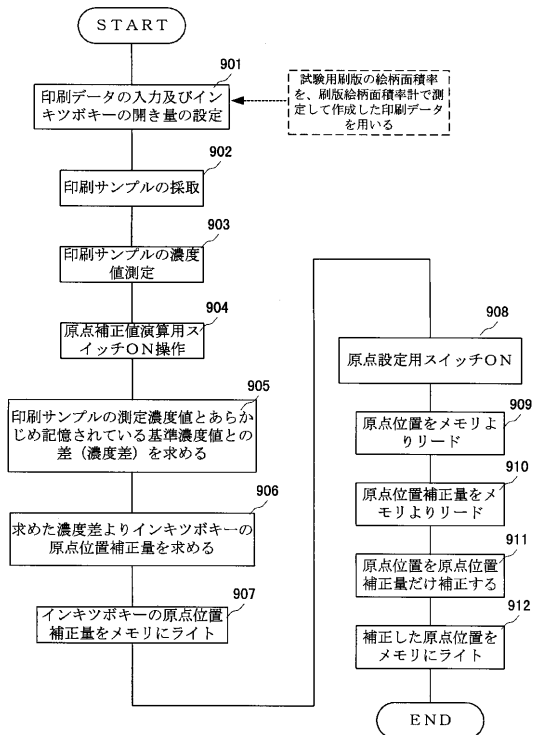 START
901
印刷データの入力及びイン
キツボキーの開き量の設定
試験用刷版の絵柄面積率
を、刷版絵柄面積率計で測
定して作成した印刷データ
を用いる
902
印刷サンプルの採取
903
印刷サンプルの濃度
値測定
904
原点補正値演算用ス
イッチON操作
905
印刷サンプルの測定濃度値とあらか
じめ記憶されている基準濃度値との
差(濃度差)を求める
906
求めた濃度差よりインキツボキーの
原点位置補正量を求める
907
インキツボキーの原点位置
補正量をメモリにライト
908
原点設定用スイッチON
909
原点位置をメモリよ
りリード
910
原点位置補正量をメ
モリよりリード
911
原点位置を原点位置
補正量だけ補正する
912
補正した原点位置を
メモリにライト
END